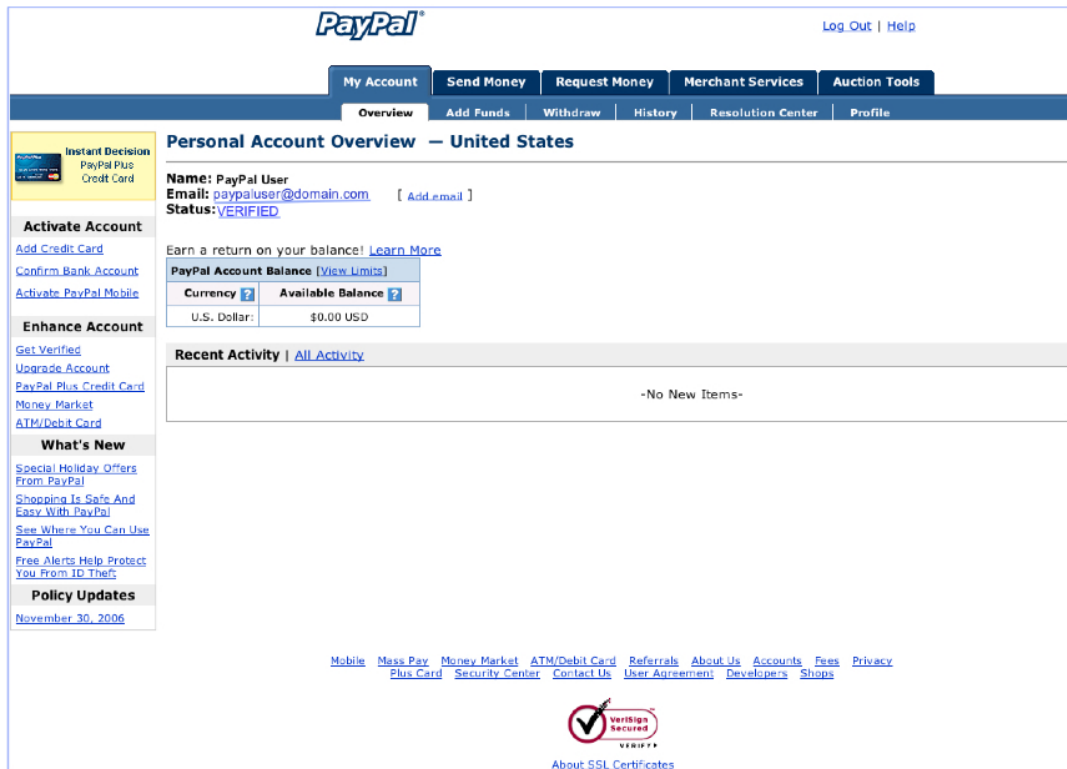 PayPal®
Log Out | Help
My Account Send Money Request Money Merchant Services Auction Tools
Overview Add Funds Withdraw History Resolution Center Profile
Instant Decision
PayPal Plus
Credit Card
Activate Account
Add Credit Card
Confirm Bank Account
Activate PayPal Mobile
Enhance Account
Get Verified
Upgrade Account
PayPal Plus Credit Card
Money Market
ATM/Debit Card
What's New
Special Holiday Offers
From PayPal
Shopping Is Safe And
Easy With PayPal
See Where You Can Use
PayPal
Free Alerts Help Protect
You From ID Theft
Policy Updates
November 30, 2006
Personal Account Overview — United States
Name: PayPal User
Email: paypaluser@domain.com [ Add email ]
Status: VERIFIED
Earn a return on your balance! Learn More
PayPal Account Balance [View Limits]
Currency ? Available Balance ?
U.S. Dollar: $0.00 USD
Recent Activity | All Activity
-No New Items-
Mobile Mass Pay Money Market ATM/Debit Card Referrals About Us Accounts Fees Privacy
Plus Card Security Center Contact Us User Agreement Developers Shops
VeriSign
Secured
VERIFY
About SSL Certificates